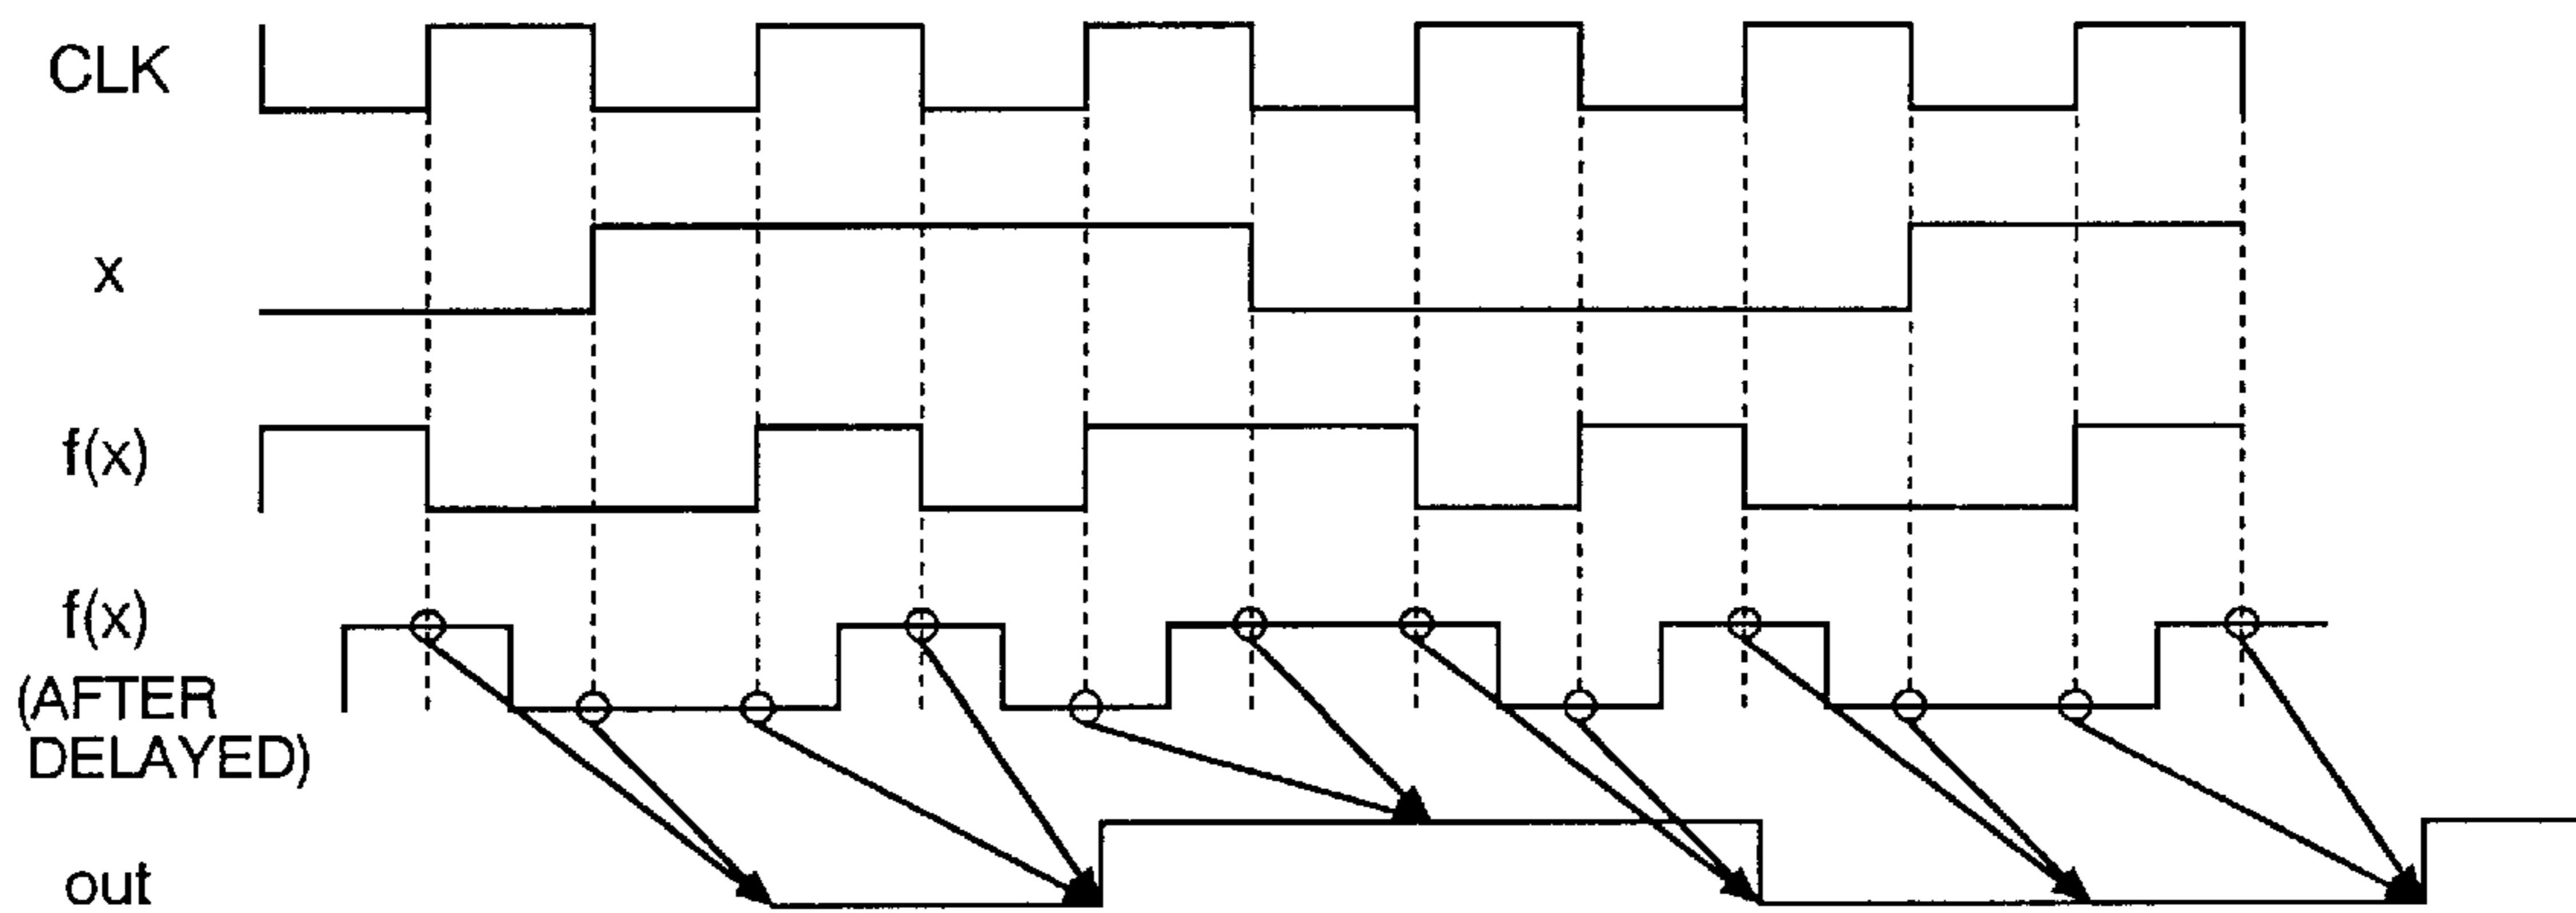 CLK
x
f(x)
f(x)
(AFTER
DELAYED)
out